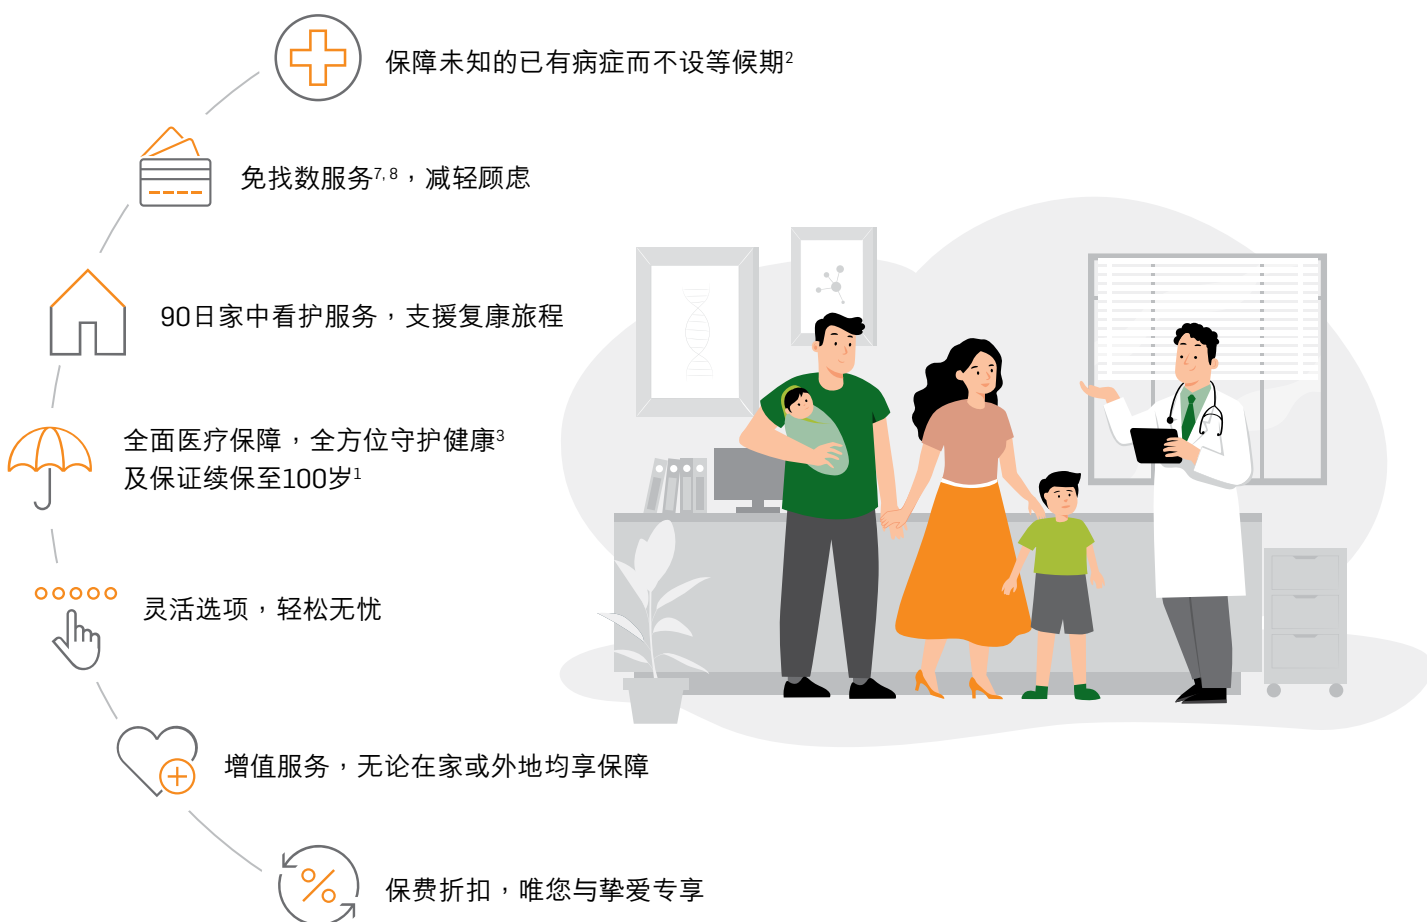 保障未知的已有病症而不设等候期2
免找数服务7, 8，减轻顾虑
90日家中看护服务，支援复康旅程
全面医疗保障，全方位守护健康3
及保证续保至100岁1
灵活选项，轻松无忧
增值服务，无论在家或外地均享保障
保费折扣，唯您与挚爱专享